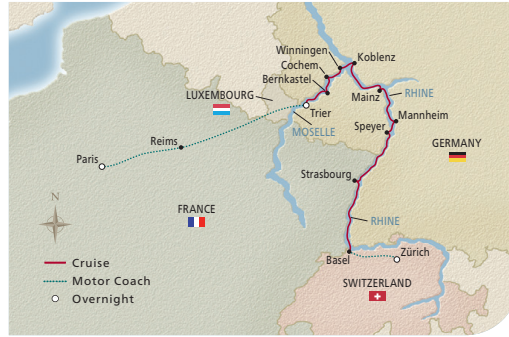 Winningen
Koblenz
Cochem
Bernkastel
LUXEMBOURG
Mainz
RHINE
Trier
Mannheim
MOSELLE
Speyer
Reims
GERMANY
Paris
Strasbourg
N
FRANCE
RHINE
Basel
Zürich
Cruise
Motor Coach
Overnight
SWITZERLAND